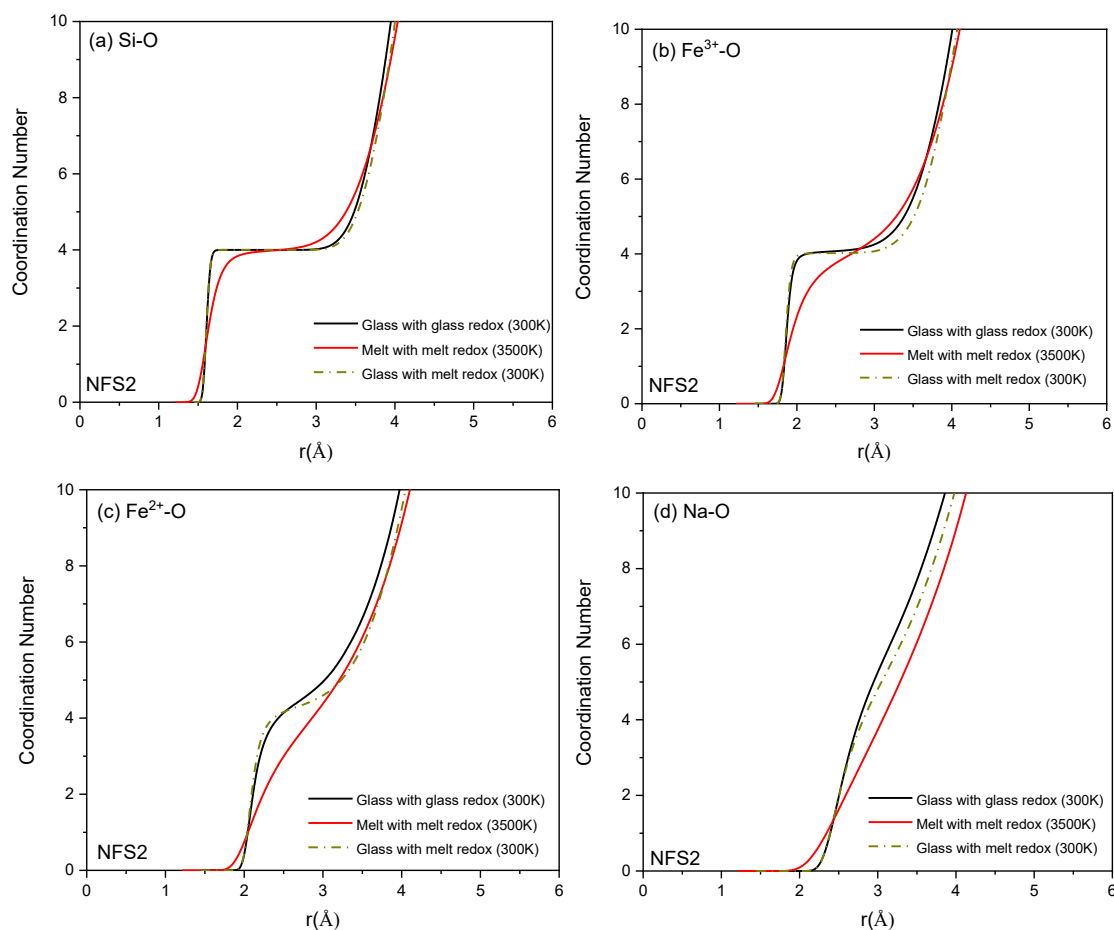 (a) Si-O
Coordination Number
10
8
6
4
2
0
Glass with glass redox (300K)
Melt with melt redox (3500K)
Glass with melt redox (300K)
NFS2
0 1 2 3 4 5 6
r(Å)
(b) Fe³⁺-O
Coordination Number
10
8
6
4
2
0
Glass with glass redox (300K)
Melt with melt redox (3500K)
Glass with melt redox (300K)
NFS2
0 1 2 3 4 5 6
r(Å)
(c) Fe²⁺-O
Coordination Number
10
8
6
4
2
0
Glass with glass redox (300K)
Melt with melt redox (3500K)
Glass with melt redox (300K)
NFS2
0 1 2 3 4 5 6
r(Å)
(d) Na-O
Coordination Number
10
8
6
4
2
0
Glass with glass redox (300K)
Melt with melt redox (3500K)
Glass with melt redox (300K)
NFS2
0 1 2 3 4 5 6
r(Å)